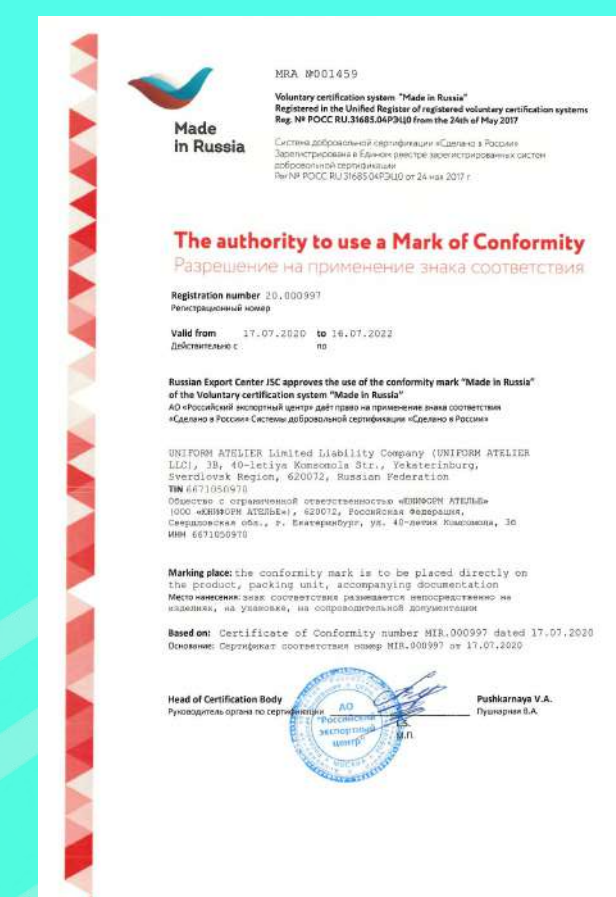 Made
in Russia
MRA №001459
Voluntary certification system "Made in Russia"
Registered in the Unified Register of registered voluntary certification systems
Reg. № РОСС RU.31685.04РЭЦ0 from the 24th of May 2017
Система добровольной сертификации «Сделано в России»
Зарегистрирована в Едином реестре зарегистрированных систем
добровольной сертификации
Рег № РОСС RU.31685.04РЭЦ0 от 24 мая 2017 г.
The authority to use a Mark of Conformity
Разрешение на применение знака соответствия
Registration number 20.000997
Регистрационный номер
Valid from 17.07.2020 to 16.07.2022
Действительно с по
Russian Export Center JSC approves the use of the conformity mark "Made in Russia"
of the Voluntary certification system "Made in Russia"
АО «Российский экспортный центр» даёт право на применение знака соответствия
«Сделано в России» Системы добровольной сертификации «Сделано в России»
UNIFORM ATELIER Limited Liability Company (UNIFORM ATELIER
LLC), 3B, 40-letiya Komsomola Str., Yekaterinburg,
Sverdlovsk Region, 620072, Russian Federation
TIN 6671050970
Общество с ограниченной ответственностью «ЮНИФОРМ АТЕЛЬЕ»
(ООО «ЮНИФОРМ АТЕЛЬЕ»), 620072, Российская Федерация,
Свердловская обл., г. Екатеринбург, ул. 40-летия Комсомола, 3б
ИНН 6671050970
Marking place: the conformity mark is to be placed directly on
the product, packing unit, accompanying documentation
Место нанесения: знак соответствия размещается непосредственно на
изделиях, на упаковке, на сопроводительной документации
Based on: Certificate of Conformity number MIR.000997 dated 17.07.2020
Основание: Сертификат соответствия номер MIR.000997 от 17.07.2020
Head of Certification Body Pushkarnaya V.A.
Руководитель органа по сертификации Пушкарная В.А.
АО
"Российский
экспортный
центр"
L.S.
М.П.